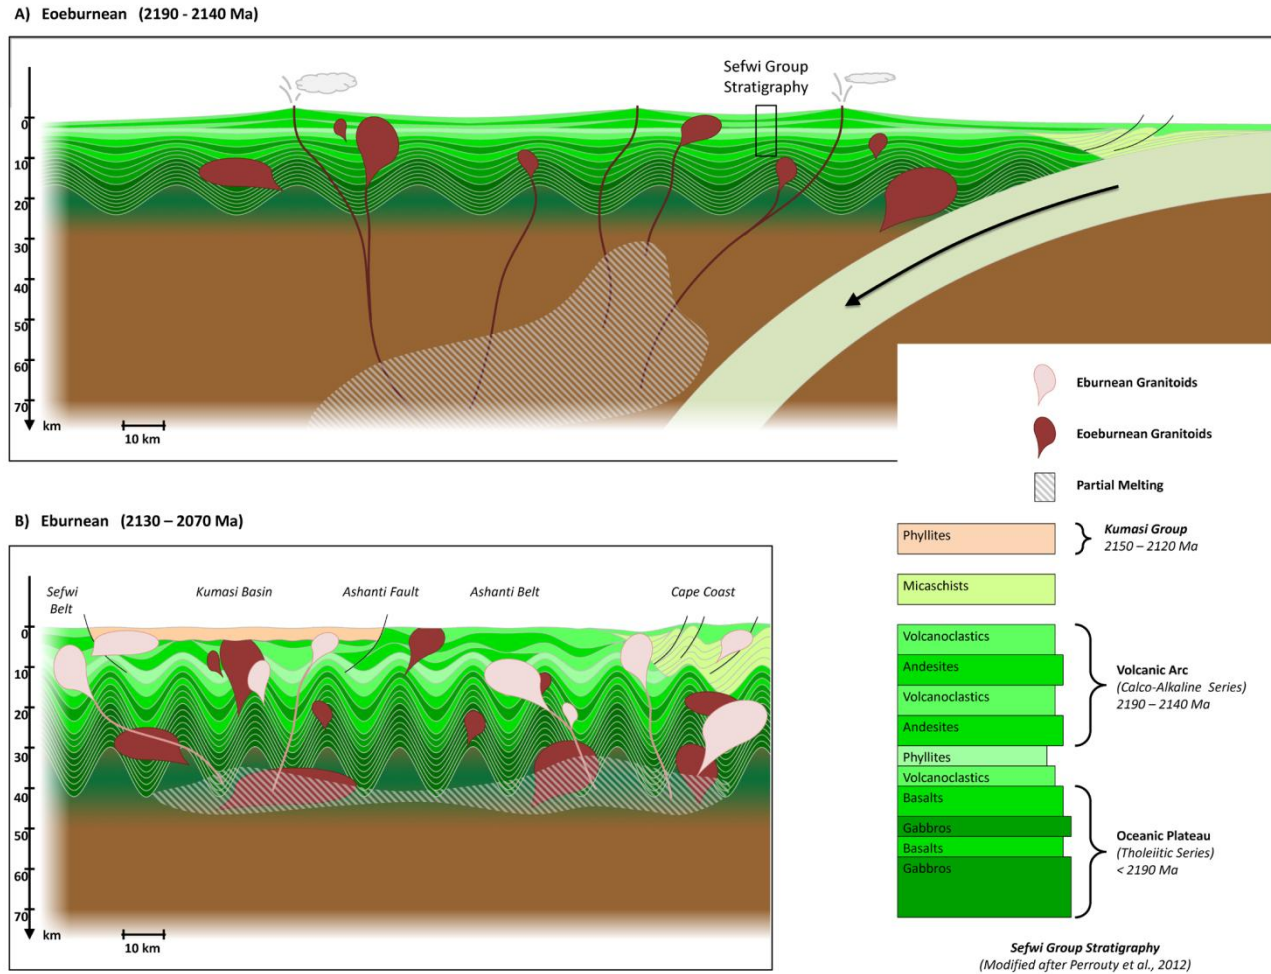 A) Eoeburnean (2190 - 2140 Ma)
Sefwi Group
Stratigraphy
0
10
20
30
40
50
60
70
km
10 km
Eburnean Granitoids
Eoeburnean Granitoids
Partial Melting
B) Eburnean (2130 – 2070 Ma)
Sefwi
Belt
Kumasi Basin
Ashanti Fault
Ashanti Belt
Cape Coast
0
10
20
30
40
50
60
70
km
10 km
Phyllites
Kumasi Group
2150 – 2120 Ma
Micaschists
Volcanoclastics
Andesites
Volcanoclastics
Andesites
Volcanic Arc
(Calco-Alkaline Series)
2190 – 2140 Ma
Phyllites
Volcanoclastics
Basalts
Gabbros
Basalts
Gabbros
Oceanic Plateau
(Tholeiitic Series)
< 2190 Ma
Sefwi Group Stratigraphy
(Modified after Perrouty et al., 2012)